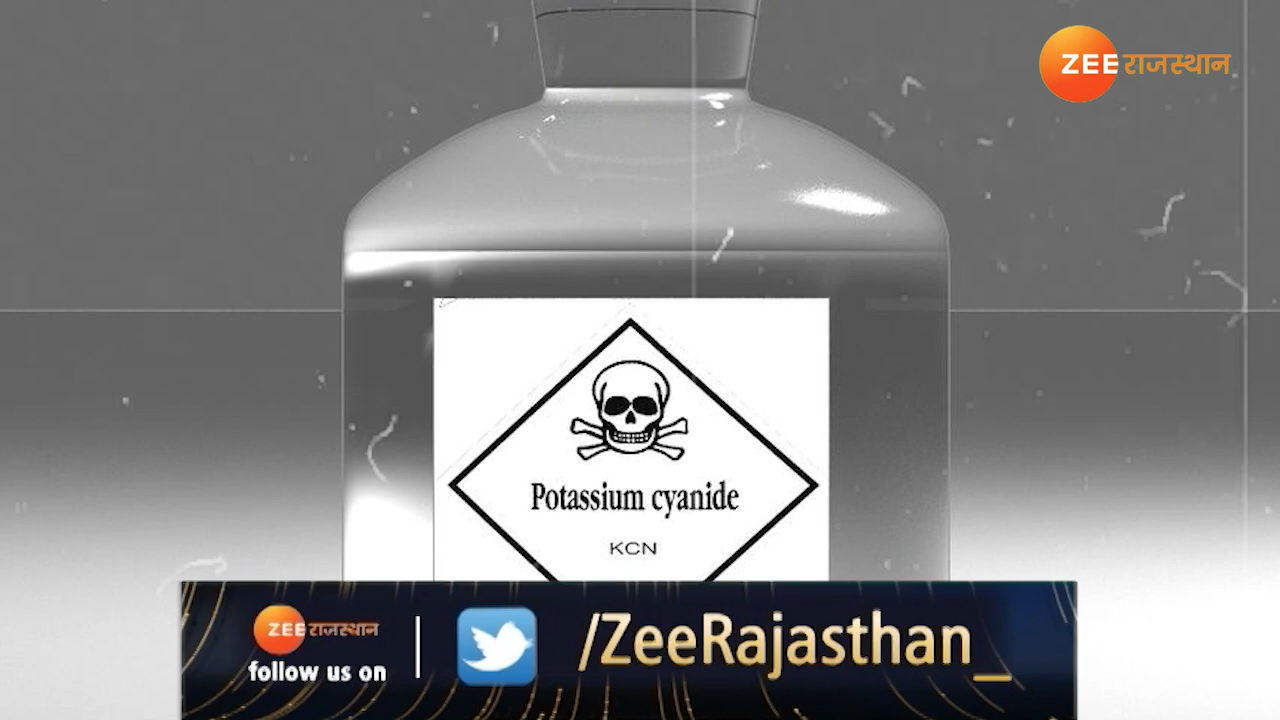 ZEE राजस्थान
Potassium cyanide
KCN
ZEE राजस्थान
follow us on
/ZeeRajasthan_